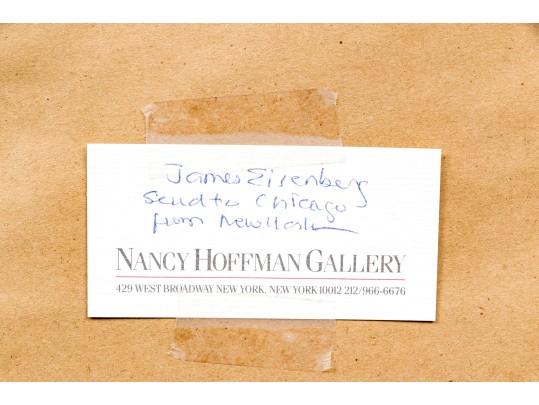 James Eisenberg
send to Chicago
from New York
NANCY HOFFMAN GALLERY
429 WEST BROADWAY NEW YORK, NEW YORK 10012 212/966-6676